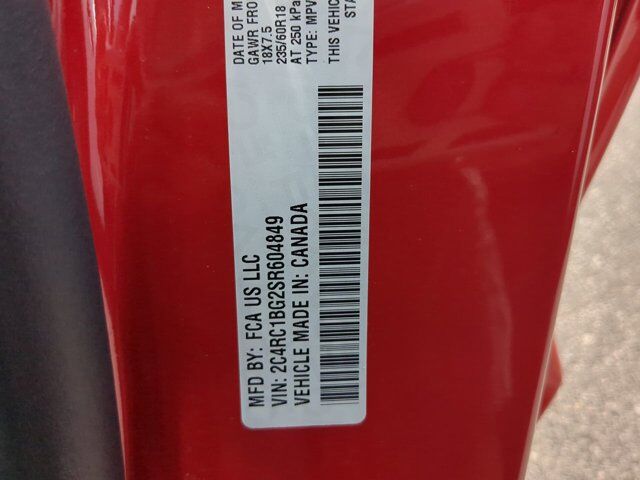 MFD BY: FCA US LLC
DATE OF M
GAWR FRO
18X7.5
235/60R18
AT 250 kPa
VIN: 2C4RC1BG2SR604849
TYPE: MPV
VEHICLE MADE IN: CANADA
THIS VEHIC
STA